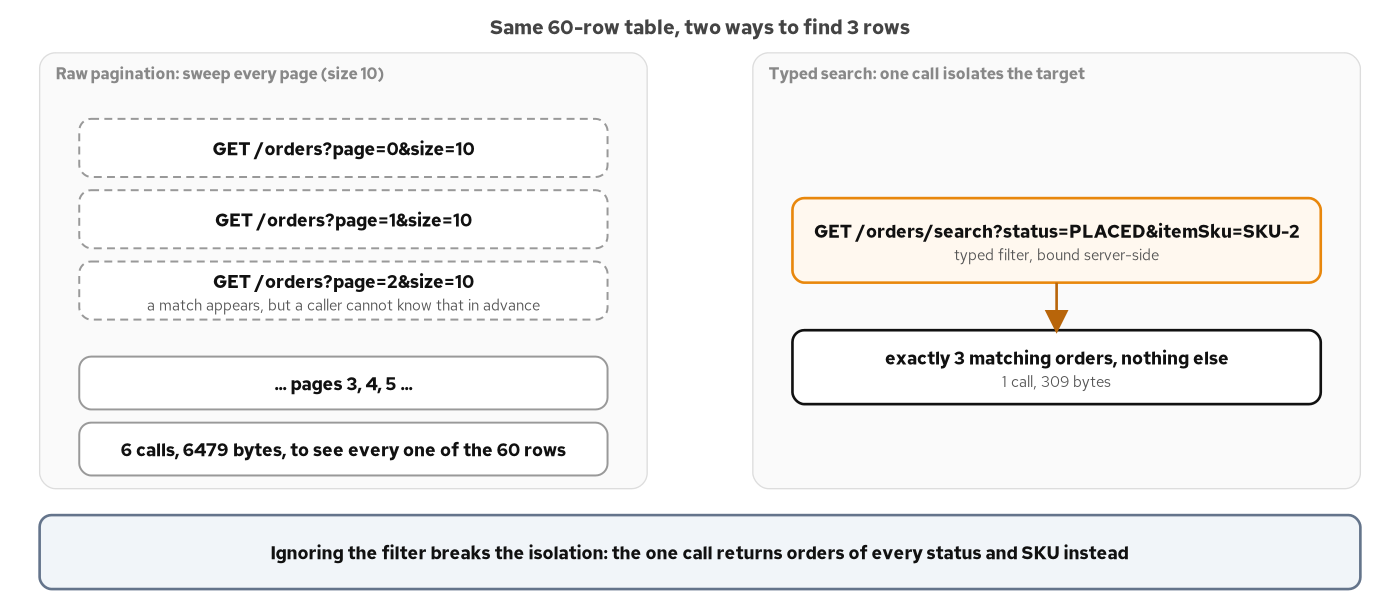 Same 60-row table, two ways to find 3 rows
Raw pagination: sweep every page (size 10)
GET /orders?page=0&size=10
GET /orders?page=1&size=10
GET /orders?page=2&size=10
a match appears, but a caller cannot know that in advance
... pages 3, 4, 5 ...
6 calls, 6479 bytes, to see every one of the 60 rows
Typed search: one call isolates the target
GET /orders/search?status=PLACED&itemSku=SKU-2
typed filter, bound server-side
exactly 3 matching orders, nothing else
1 call, 309 bytes
Ignoring the filter breaks the isolation: the one call returns orders of every status and SKU instead